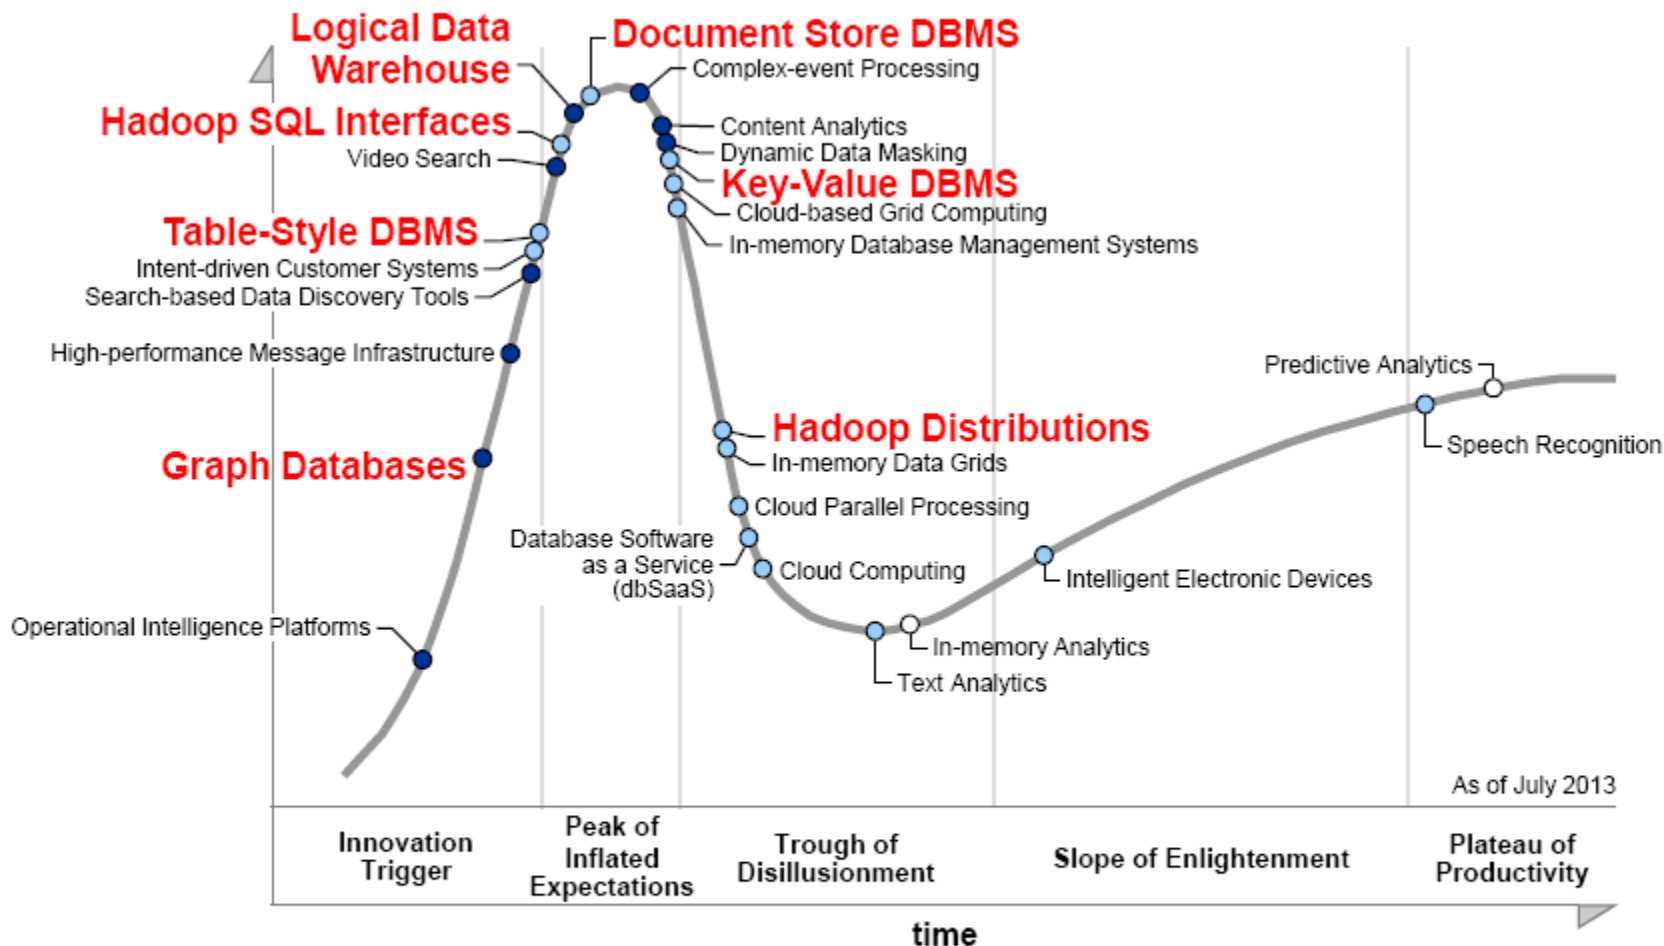 Logical Data
Warehouse
Document Store DBMS
Complex-event Processing
Hadoop SQL Interfaces
Video Search
Content Analytics
Dynamic Data Masking
Key-Value DBMS
Cloud-based Grid Computing
In-memory Database Management Systems
Table-Style DBMS
Intent-driven Customer Systems
Search-based Data Discovery Tools
High-performance Message Infrastructure
Graph Databases
Operational Intelligence Platforms
Hadoop Distributions
In-memory Data Grids
Cloud Parallel Processing
Database Software
as a Service
(dbSaaS)
Cloud Computing
In-memory Analytics
Text Analytics
Intelligent Electronic Devices
Predictive Analytics
Speech Recognition
As of July 2013
Innovation
Trigger
Peak of
Inflated
Expectations
Trough of
Disillusionment
Slope of Enlightenment
Plateau of
Productivity
time